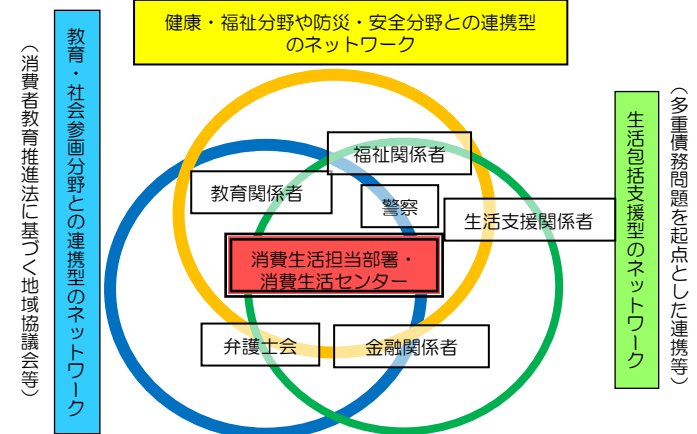 健康・福祉分野や防災・安全分野との連携型
のネットワーク
教育・社会参画分野との連携型のネットワーク
（消費者教育推進法に基づく地域協議会等）
福祉関係者
教育関係者
警察
生活支援関係者
消費生活担当部署・
消費生活センター
弁護士会
金融関係者
生活包括支援型のネットワーク
（多重債務問題を起点とした連携等）